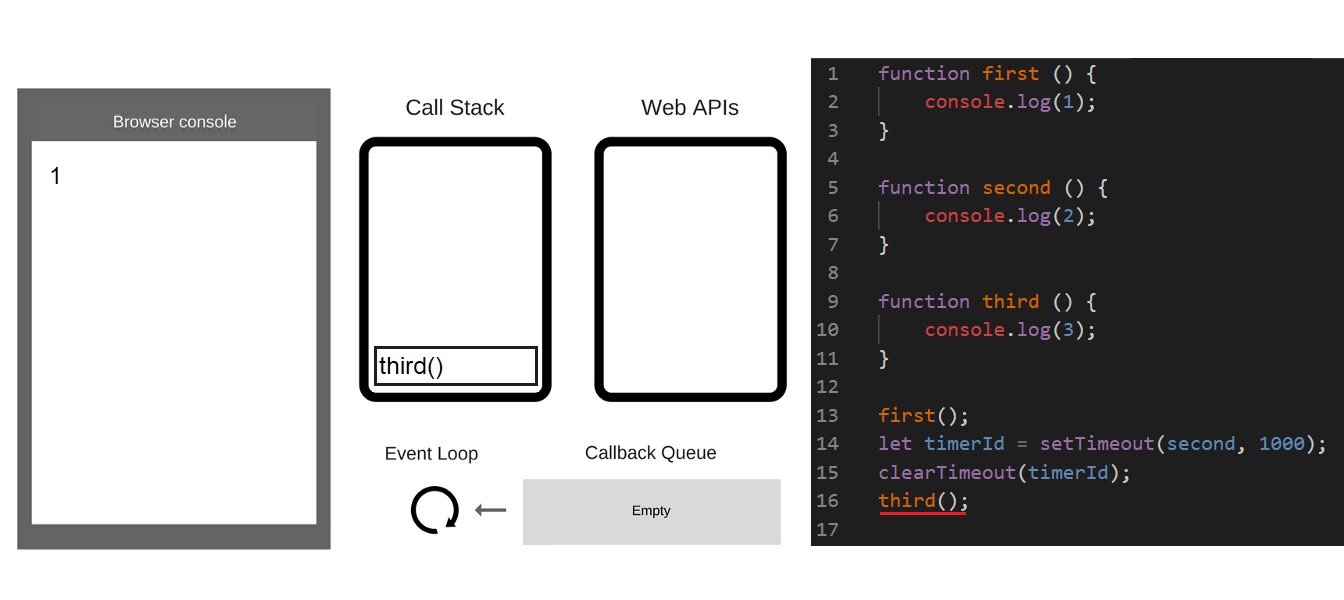 Browser console
1
Call Stack
third()
Web APIs
Event Loop
Callback Queue
Empty
1 function first () {
2     console.log(1);
3 }
4
5 function second () {
6     console.log(2);
7 }
8
9 function third () {
10     console.log(3);
11 }
12
13 first();
14 let timerId = setTimeout(second, 1000);
15 clearTimeout(timerId);
16 third();
17